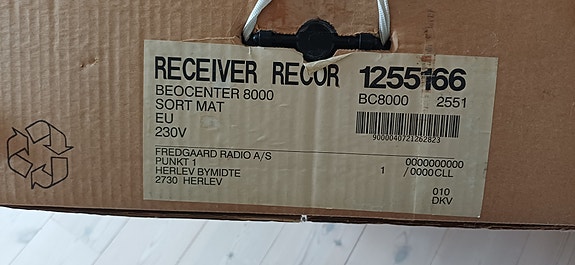 RECEIVER RECOR 1255166
BEOCENTER 8000 BC8000 2551
SORT MAT
EU
230V
9000040721262823
FREDGAARD RADIO A/S 0000000000
PUNKT 1 1 /0000CLL
HERLEV BYMIDTE
2730 HERLEV 010
DKV